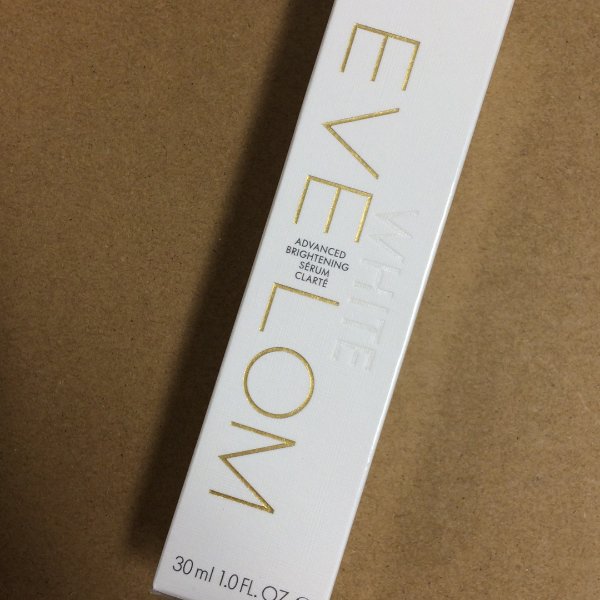 EVE LOM
WHITE
ADVANCED
BRIGHTENING
SÉRUM
CLARTÉ
30 ml 1.0 FL. OZ